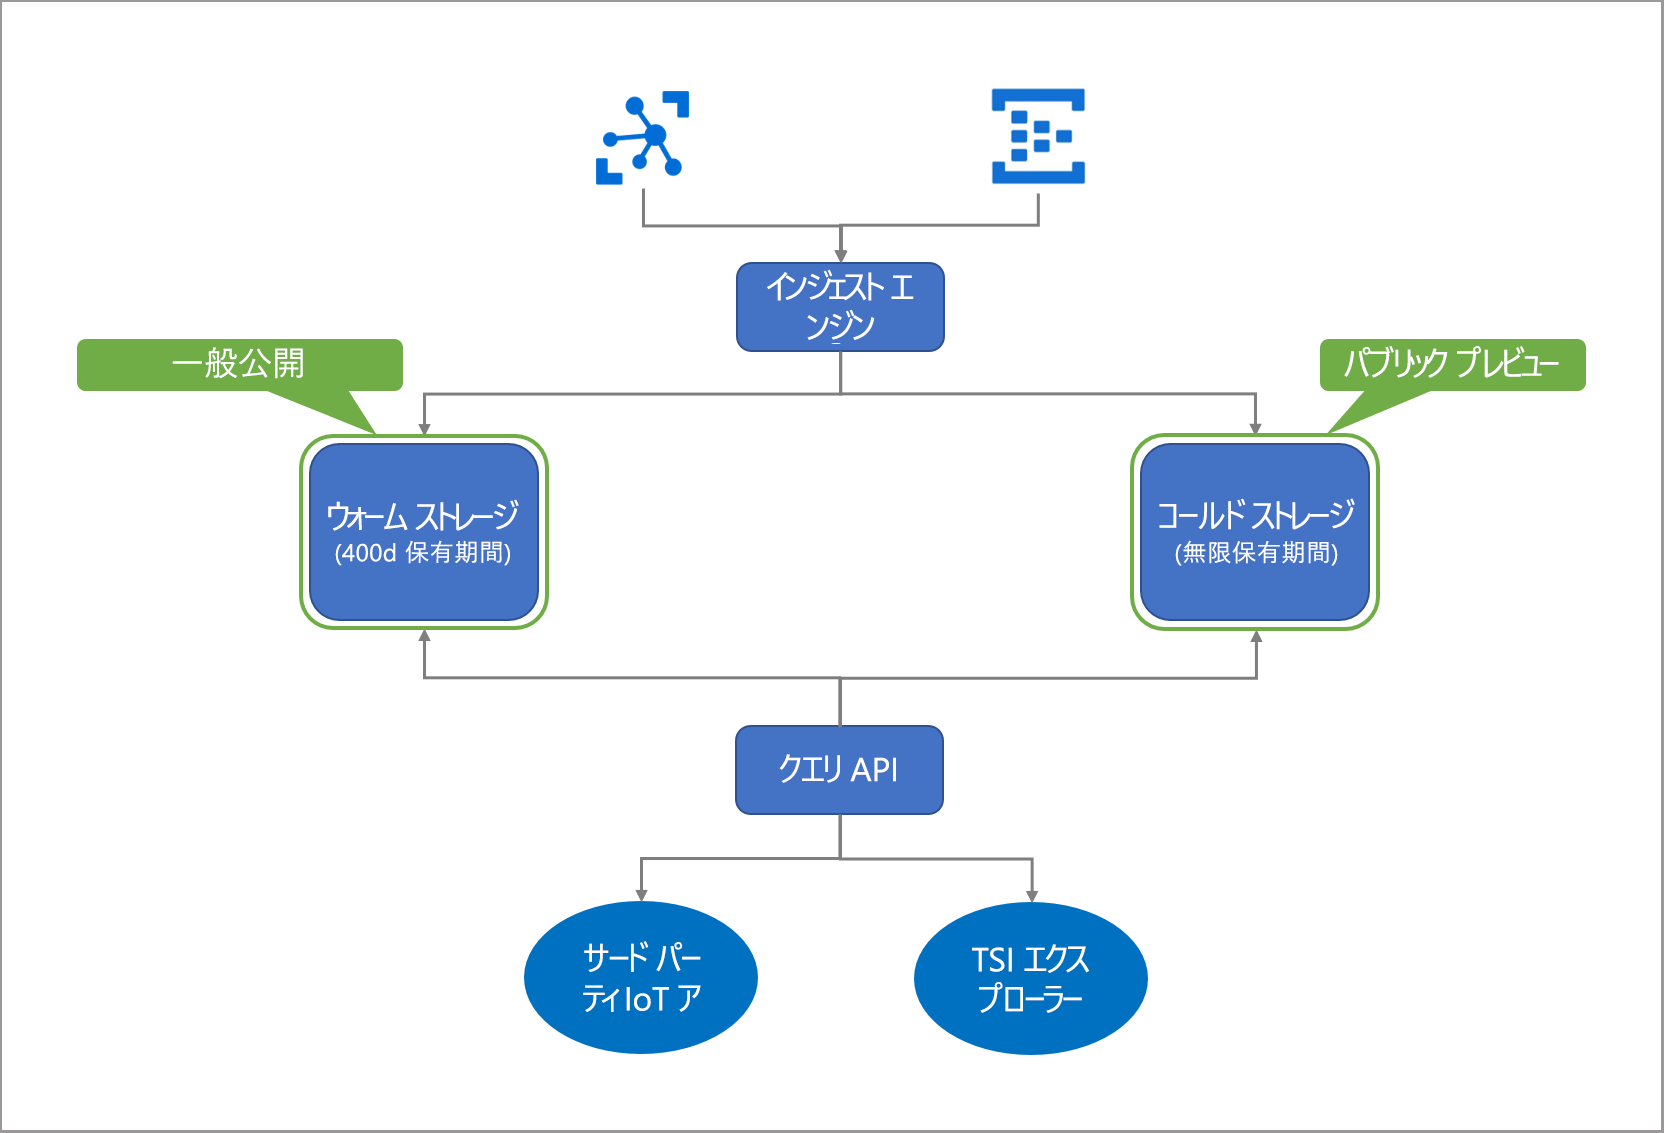 インジェスト エ
ンジン
一般公開
パブリック プレビュー
ウォーム ストレージ
(400d 保有期間)
コールド ストレージ
(無限保有期間)
クエリ API
サード パー
ティ IoT ア
TSI エクス
プローラー